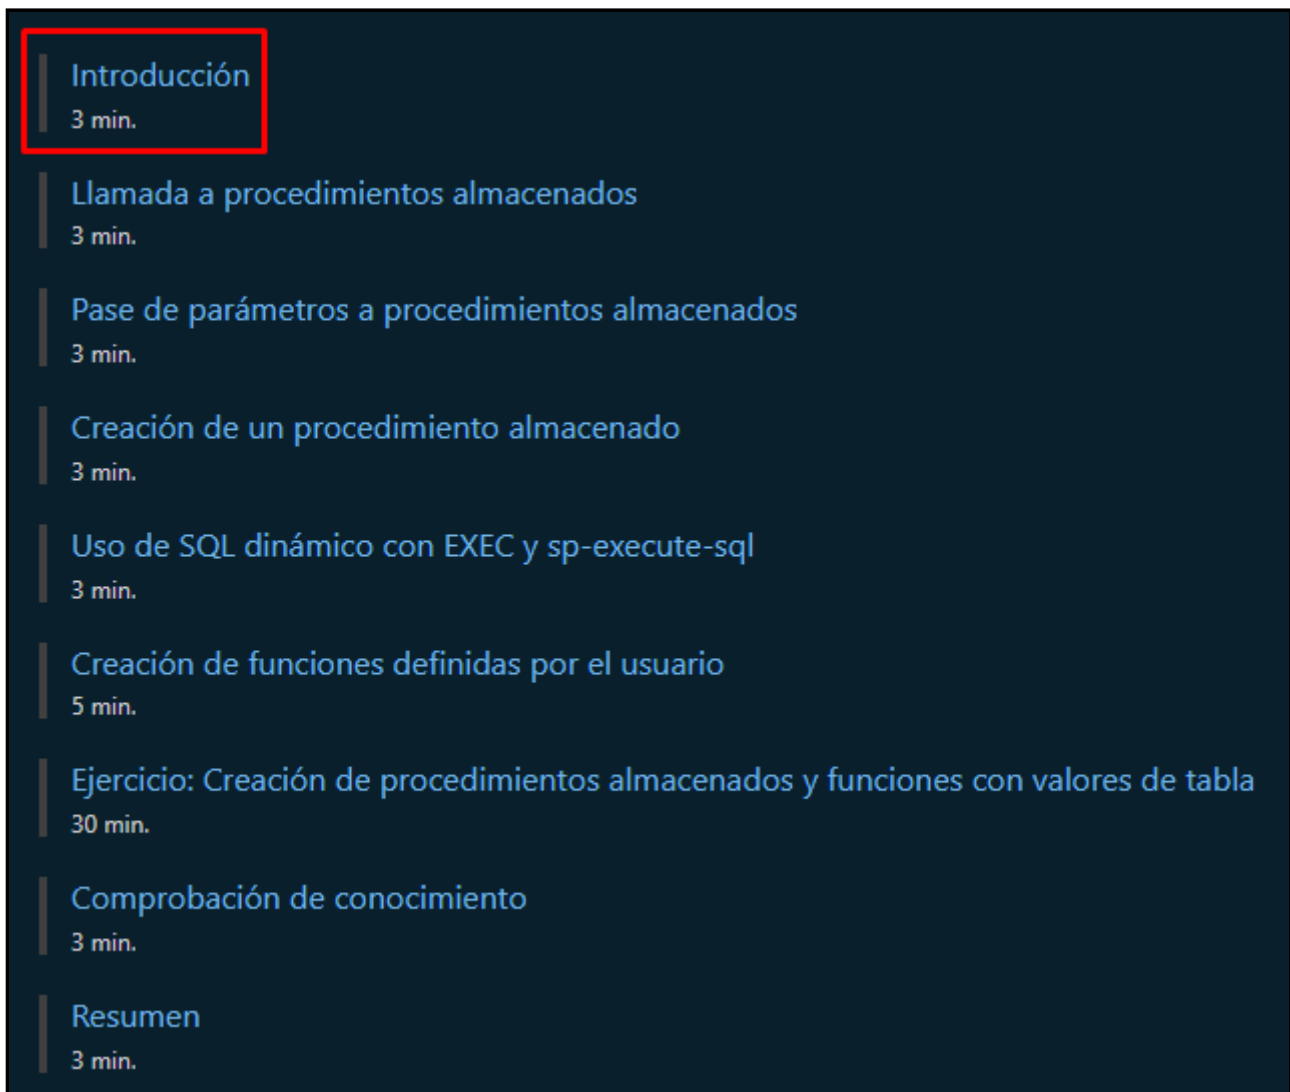 Introducción
3 min.
Llamada a procedimientos almacenados
3 min.
Pase de parámetros a procedimientos almacenados
3 min.
Creación de un procedimiento almacenado
3 min.
Uso de SQL dinámico con EXEC y sp-execute-sql
3 min.
Creación de funciones definidas por el usuario
5 min.
Ejercicio: Creación de procedimientos almacenados y funciones con valores de tabla
30 min.
Comprobación de conocimiento
3 min.
Resumen
3 min.